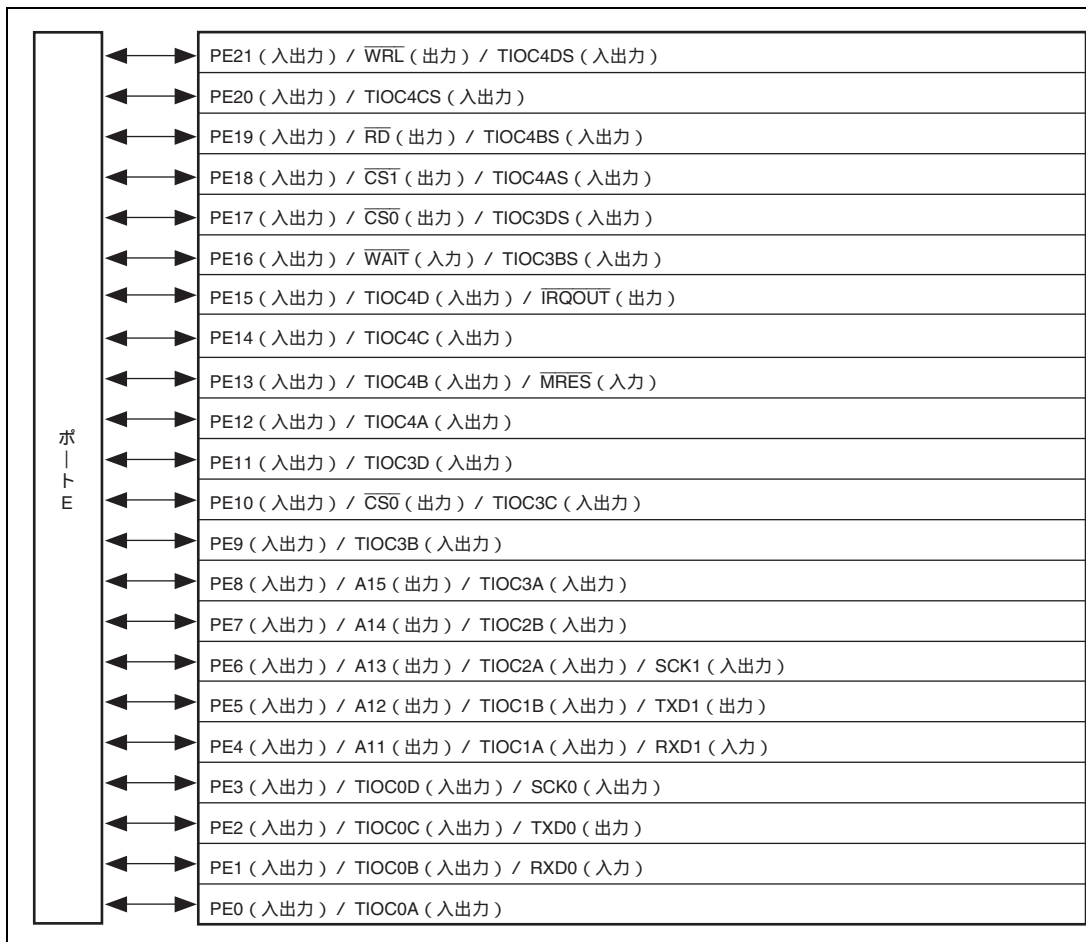 PE21（入出力）/ W̅R̅L̅（出力）/ TIOC4DS（入出力）
PE20（入出力）/ TIOC4CS（入出力）
PE19（入出力）/ R̅D̅（出力）/ TIOC4BS（入出力）
PE18（入出力）/ C̅S̅1̅（出力）/ TIOC4AS（入出力）
PE17（入出力）/ C̅S̅0̅（出力）/ TIOC3DS（入出力）
PE16（入出力）/ W̅A̅I̅T̅（入力）/ TIOC3BS（入出力）
PE15（入出力）/ TIOC4D（入出力）/ I̅R̅Q̅O̅U̅T̅（出力）
PE14（入出力）/ TIOC4C（入出力）
PE13（入出力）/ TIOC4B（入出力）/ M̅R̅E̅S̅（入力）
PE12（入出力）/ TIOC4A（入出力）
ポートE
PE11（入出力）/ TIOC3D（入出力）
PE10（入出力）/ C̅S̅0̅（出力）/ TIOC3C（入出力）
PE9（入出力）/ TIOC3B（入出力）
PE8（入出力）/ A15（出力）/ TIOC3A（入出力）
PE7（入出力）/ A14（出力）/ TIOC2B（入出力）
PE6（入出力）/ A13（出力）/ TIOC2A（入出力）/ SCK1（入出力）
PE5（入出力）/ A12（出力）/ TIOC1B（入出力）/ TXD1（出力）
PE4（入出力）/ A11（出力）/ TIOC1A（入出力）/ RXD1（入力）
PE3（入出力）/ TIOC0D（入出力）/ SCK0（入出力）
PE2（入出力）/ TIOC0C（入出力）/ TXD0（出力）
PE1（入出力）/ TIOC0B（入出力）/ RXD0（入力）
PE0（入出力）/ TIOC0A（入出力）